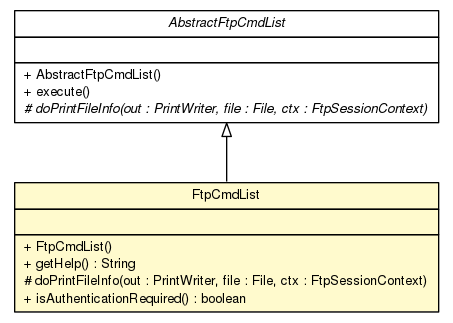 AbstractFtpCmdList
+ AbstractFtpCmdList()
+ execute()
# doPrintFileInfo(out : PrintWriter, file : File, ctx : FtpSessionContext)
FtpCmdList
+ FtpCmdList()
+ getHelp() : String
# doPrintFileInfo(out : PrintWriter, file : File, ctx : FtpSessionContext)
+ isAuthenticationRequired() : boolean